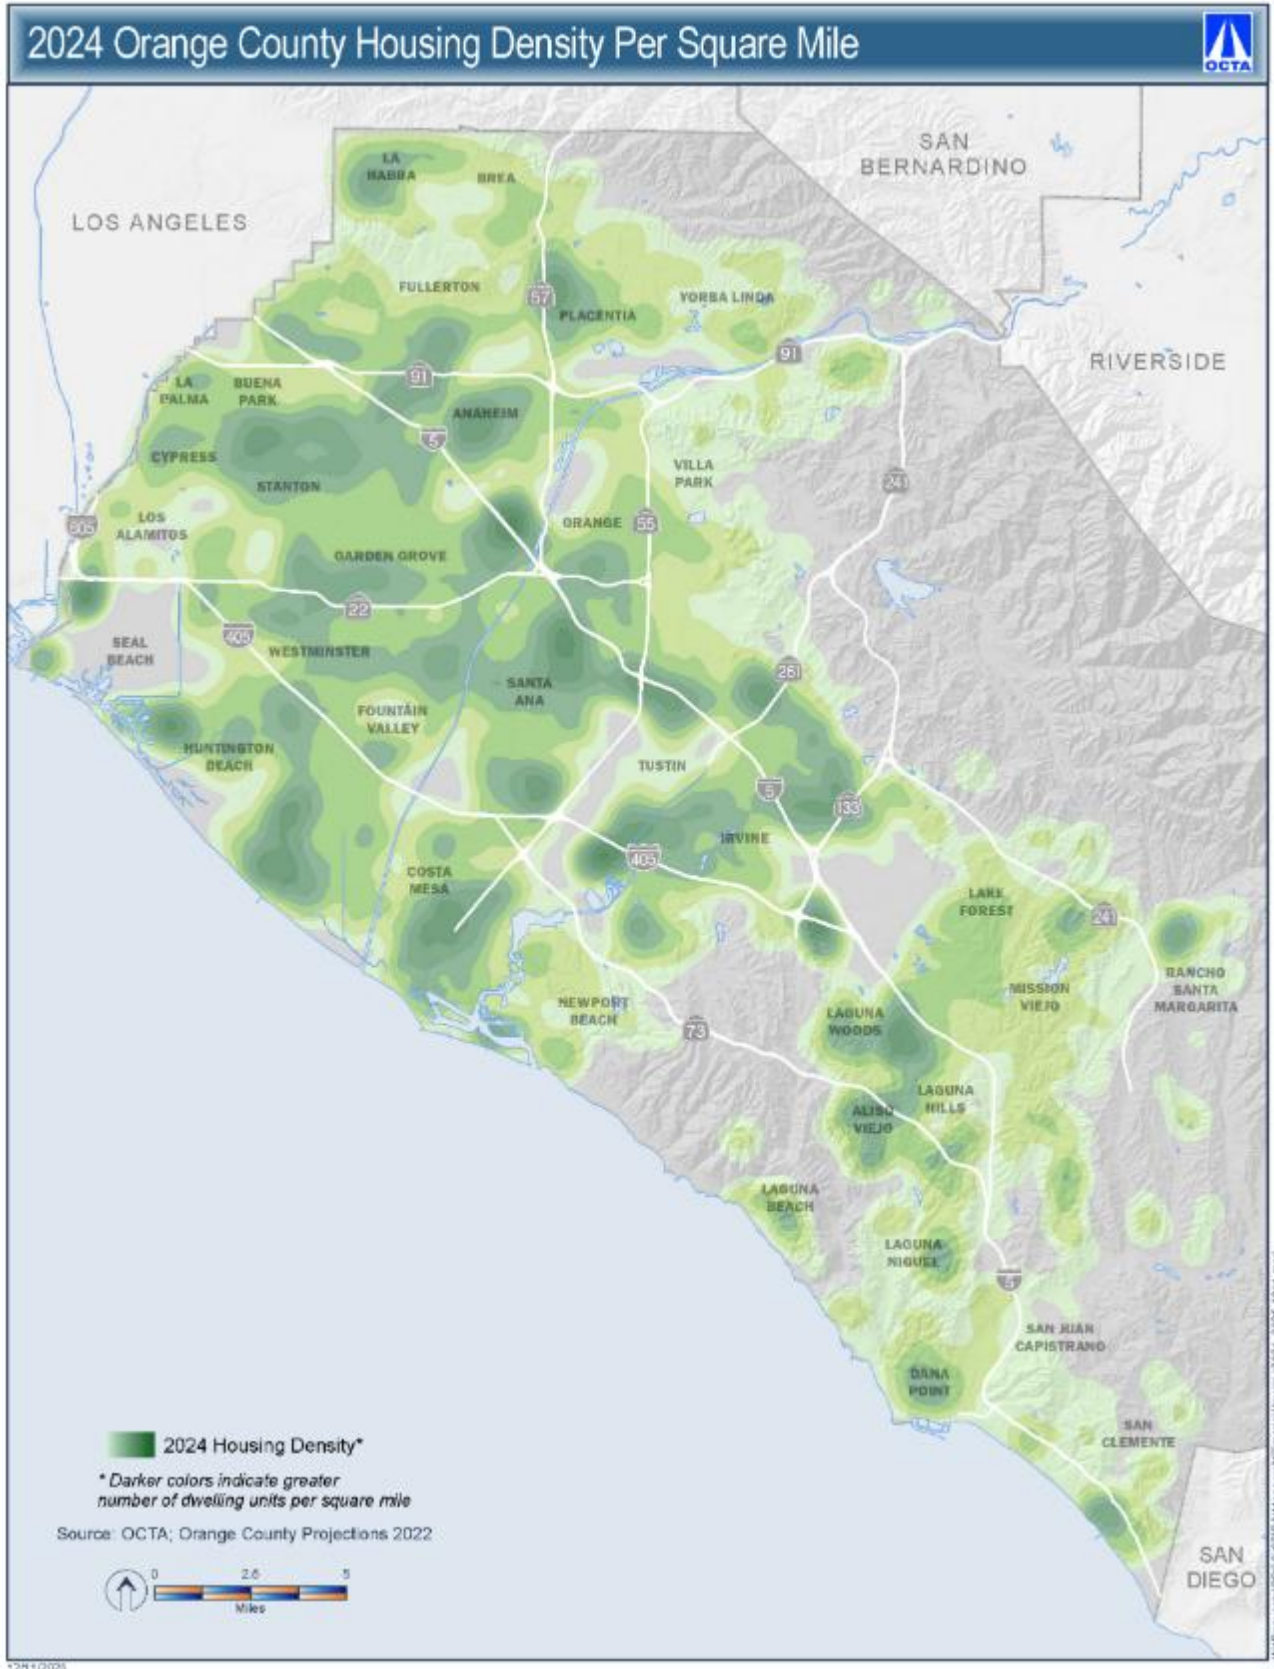 2024 Orange County Housing Density Per Square Mile
OCTA
SAN
BERNARDINO
LOS ANGELES
RIVERSIDE
LA
HABRA
BREA
FULLERTON
57
PLACENTIA
YORBA LINDA
91
LA
PALMA
BUENA
PARK
91
ANAHEIM
5
CYPRESS
STANTON
VILLA
PARK
241
605
LOS
ALAMITOS
ORANGE
55
GARDEN GROVE
22
405
SEAL
BEACH
WESTMINSTER
SANTA
ANA
261
FOUNTAIN
VALLEY
HUNTINGTON
BEACH
TUSTIN
5
133
IRVINE
405
COSTA
MESA
LAKE
FOREST
241
RANCHO
SANTA
MARGARITA
MISSION
VIEJO
NEWPORT
BEACH
73
LAGUNA
WOODS
LAGUNA
HILLS
ALISO
VIEJO
LAGUNA
BEACH
LAGUNA
NIGUEL
5
SAN JUAN
CAPISTRANO
DANA
POINT
SAN
CLEMENTE
SAN
DIEGO
2024 Housing Density*
* Darker colors indicate greater
number of dwelling units per square mile
Source: OCTA; Orange County Projections 2022
0 2.5 5
Miles